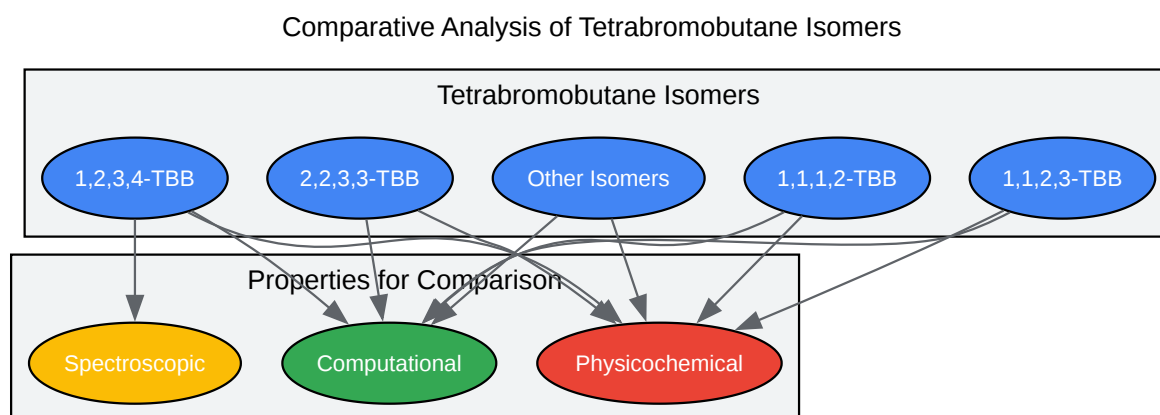 Comparative Analysis of Tetrabromobutane Isomers
Tetrabromobutane Isomers
1,2,3,4-TBB
2,2,3,3-TBB
Other Isomers
1,1,1,2-TBB
1,1,2,3-TBB
Properties for Comparison
Spectroscopic
Computational
Physicochemical